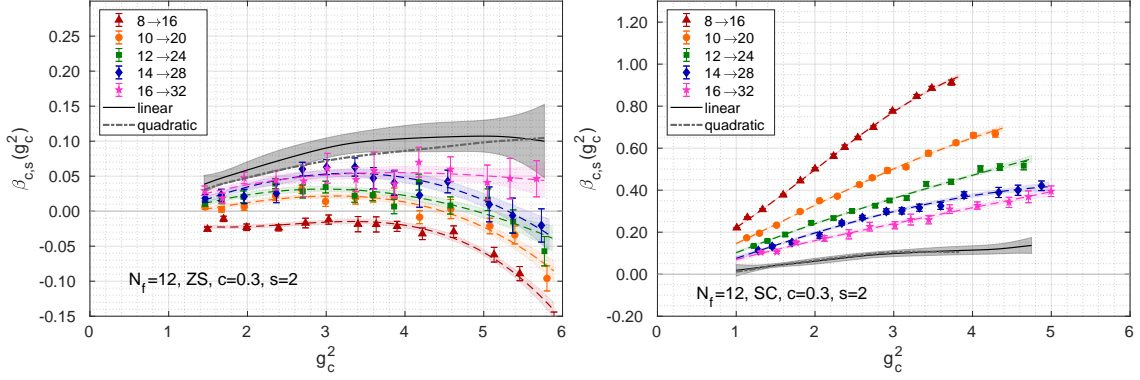 0.25
0.20
0.15
0.10
0.05
0.00
-0.05
-0.10
-0.15
β_{c,s}(g_c^2)
8→16
10→20
12→24
14→28
16→32
linear
quadratic
N_f=12, ZS, c=0.3, s=2
0 1 2 3 4 5 6
g_c^2
1.20
1.00
0.80
0.60
0.40
0.20
0.00
-0.20
β_{c,s}(g_c^2)
8→16
10→20
12→24
14→28
16→32
linear
quadratic
N_f=12, SC, c=0.3, s=2
0 1 2 3 4 5 6
g_c^2